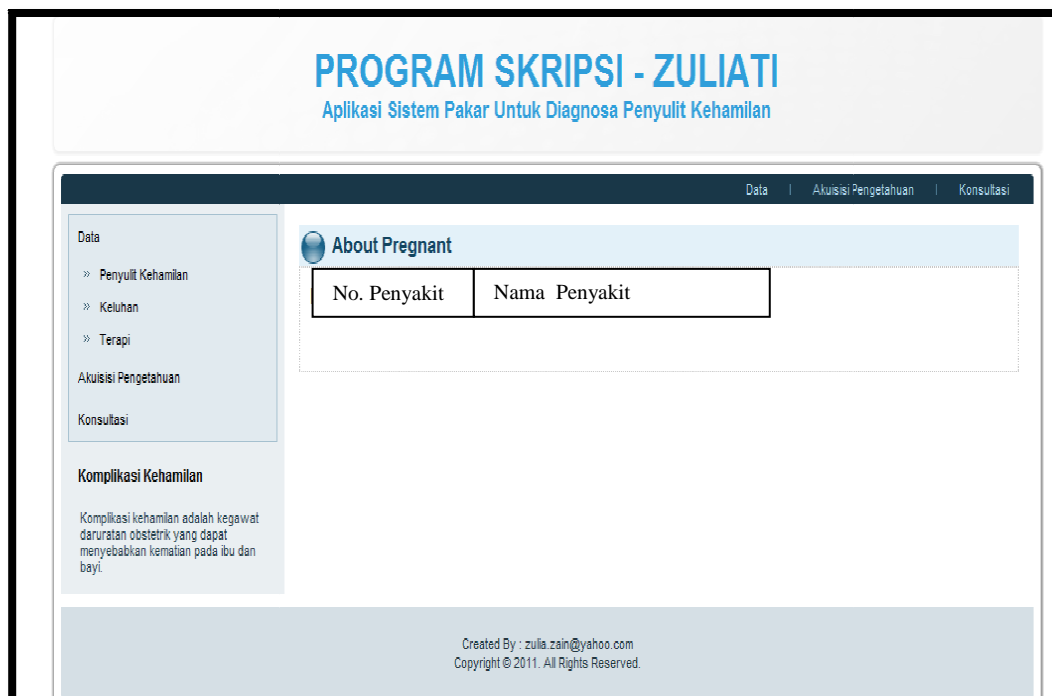 PROGRAM SKRIPSI - ZULIATI
Aplikasi Sistem Pakar Untuk Diagnosa Penyulit Kehamilan
Data | Akuisisi Pengetahuan | Konsultasi
Data
» Penyulit Kehamilan
» Keluhan
» Terapi
Akuisisi Pengetahuan
Konsultasi
Komplikasi Kehamilan
Komplikasi kehamilan adalah kegawat
daruratan obstetrik yang dapat
menyebabkan kematian pada ibu dan
bayi.
About Pregnant
No. Penyakit Nama Penyakit
Created By : zulia.zain@yahoo.com
Copyright © 2011. All Rights Reserved.